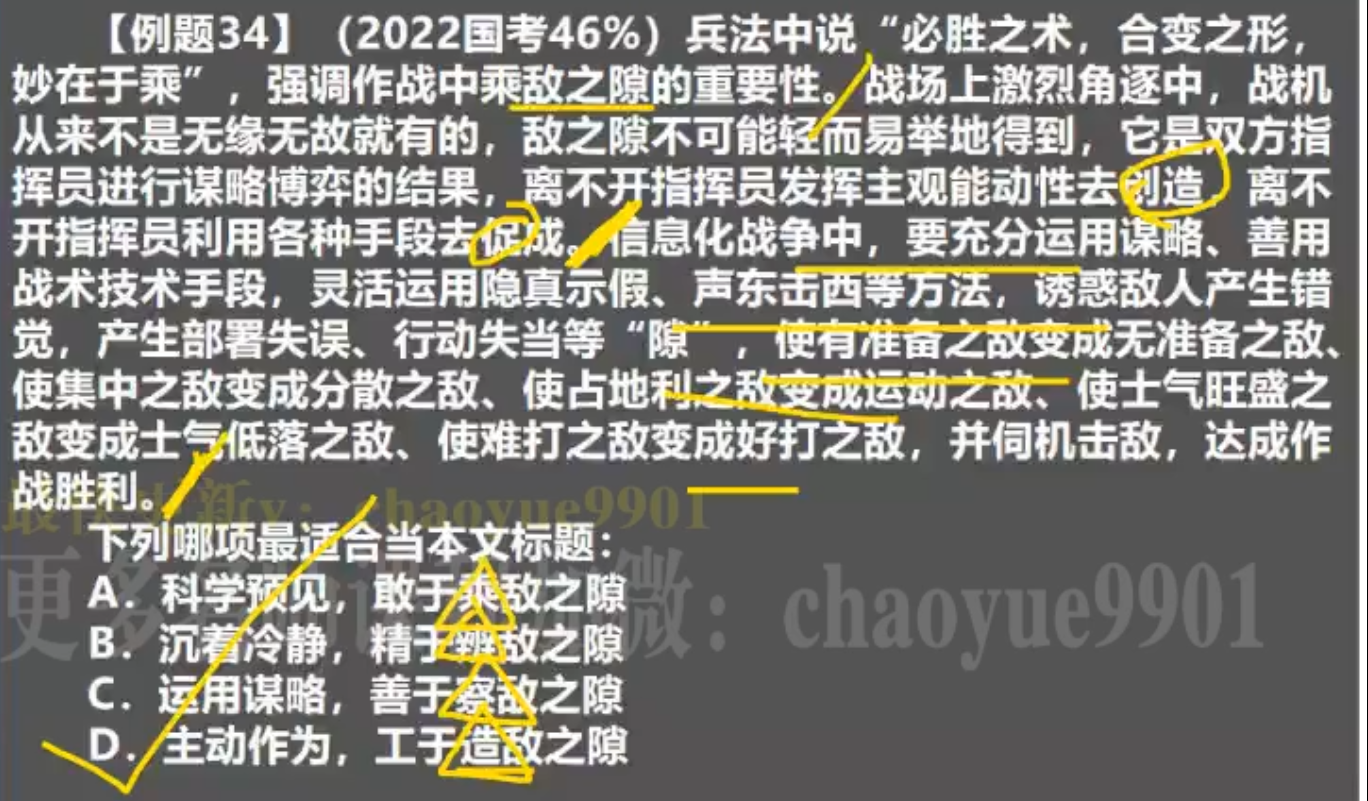 【例题34】（2022国考46%）兵法中说“必胜之术，合变之形，
妙在于乘”，强调作战中乘敌之隙的重要性。战场上激烈角逐中，战机
从来不是无缘无故就有的，敌之隙不可能轻而易举地得到，它是双方指
挥员进行谋略博弈的结果，离不开指挥员发挥主观能动性去创造，离不
开指挥员利用各种手段去促成。信息化战争中，要充分运用谋略、善用
战术技术手段，灵活运用隐真示假、声东击西等方法，诱惑敌人产生错
觉，产生部署失误、行动失当等“隙”，使有准备之敌变成无准备之敌、
使集中之敌变成分散之敌、使占地利之敌变成运动之敌、使士气旺盛之
敌变成士气低落之敌、使难打之敌变成好打之敌，并伺机击敌，达成作
战胜利。
chaoyue9901
下列哪项最适合当本文标题：
A．科学预见，敢于乘敌之隙
B．沉着冷静，精于辨敌之隙
C．运用谋略，善于察敌之隙
D．主动作为，工于造敌之隙
微：chaoyue9901